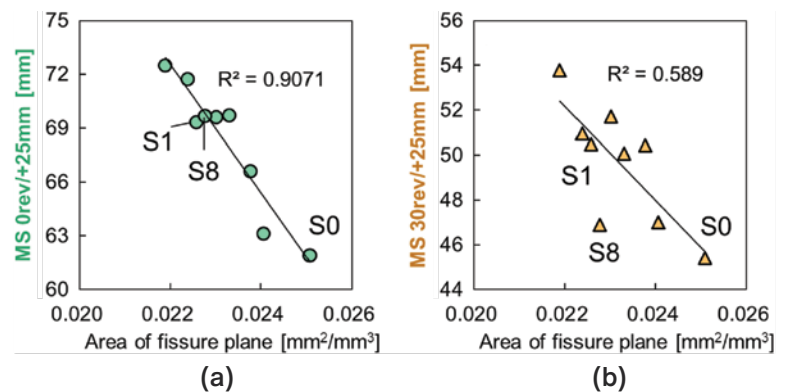 MS 0rev/+25mm [mm]
75
72
69
66
63
60
R² = 0.9071
S1
S8
S0
0.020
0.022
0.024
0.026
Area of fissure plane [mm²/mm³]
(a)
MS 30rev/+25mm [mm]
56
54
52
50
48
46
44
R² = 0.589
S1
S8
S0
0.020
0.022
0.024
0.026
Area of fissure plane [mm²/mm³]
(b)